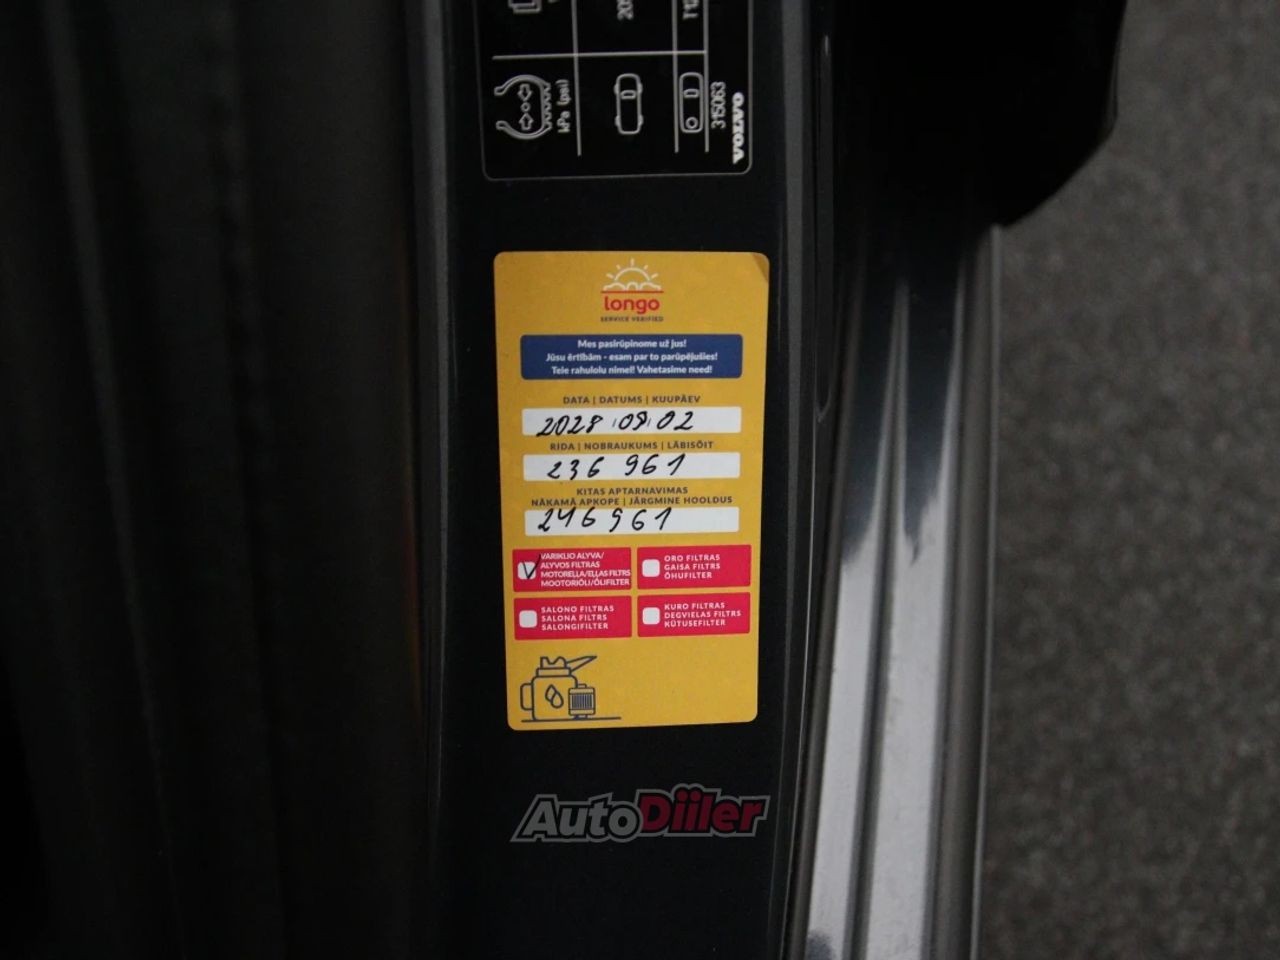 kPa (psi)
315063
VOLVO
longo
SERVICE VERIFIED
Mes pasirūpinome už jus!
Jūsu ērtībām - esam par to parūpējušies!
Teie rahulolu nimel! Vahetasime need!
DATA | DATUMS | KUUPÄEV
2028.08.02
RIDA | NOBRAUKUMS | LÄBISÕIT
236 961
KITAS APTARNAVIMAS
NĀKAMĀ APKOPE | JÄRGMINE HOOLDUS
246961
VARIKLIO ALYVA/
ALYVOS FILTRAS
MOTOREĻĻA/EĻĻAS FILTRS
MOOTORIÕLI/ÕLIFILTER
ORO FILTRAS
GAISA FILTRS
ÕHUFILTER
SALONO FILTRAS
SALONA FILTRS
SALONGIFILTER
KURO FILTRAS
DEGVIELAS FILTRS
KÜTUSEFILTER
AutoDiiler